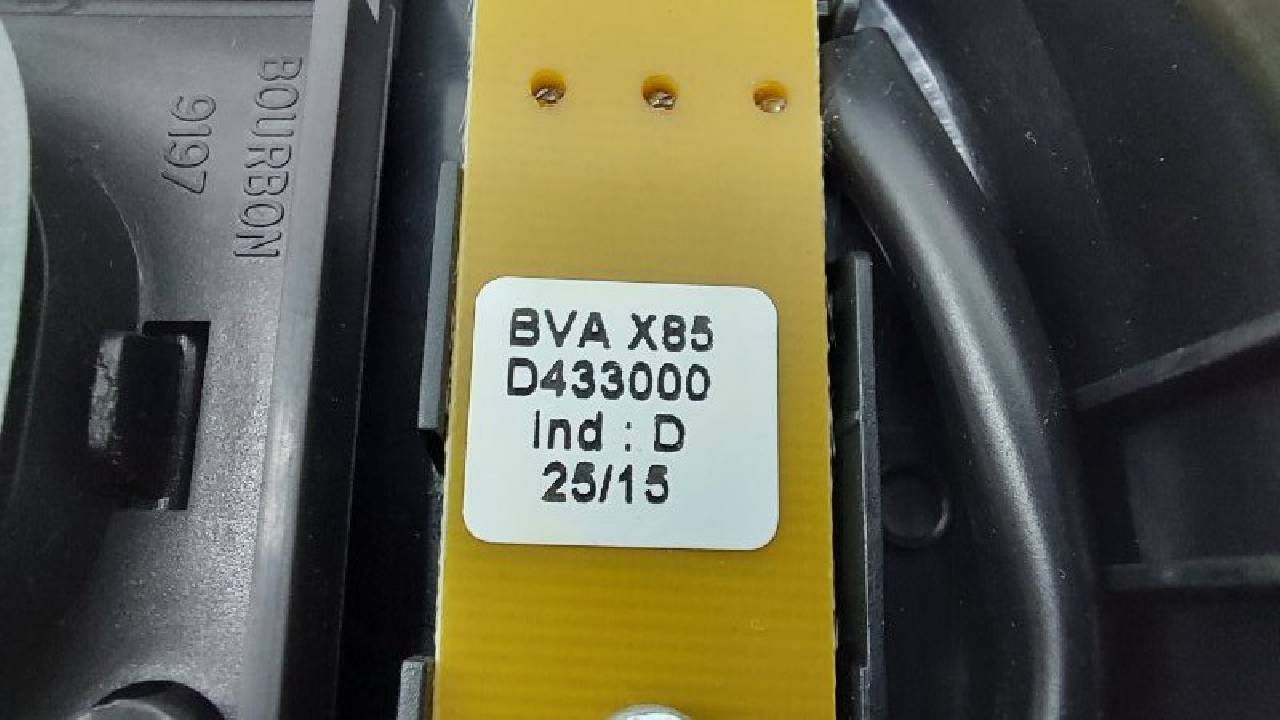 BOURBON
9197
BVA X85
D433000
Ind : D
25/15